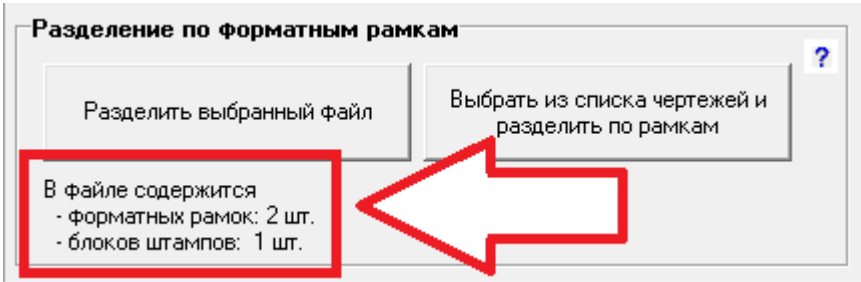 Разделение по форматным рамкам
?
Разделить выбранный файл
Выбрать из списка чертежей и
разделить по рамкам
В файле содержится
- форматных рамок: 2 шт.
- блоков штампов: 1 шт.